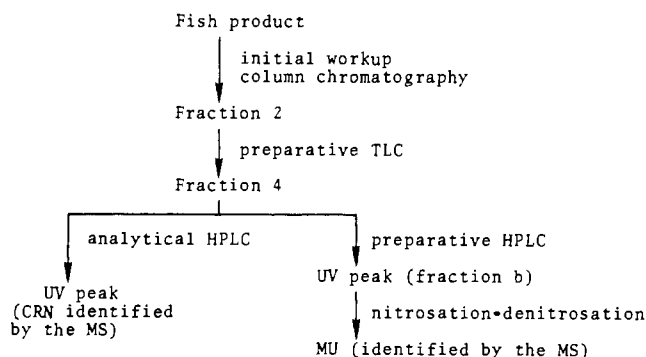 Fish product
initial workup
column chromatography
Fraction 2
preparative TLC
Fraction 4
analytical HPLC
preparative HPLC
UV peak
(CRN identified
by the MS)
UV peak (fraction b)
nitrosation•denitrosation
MU (identified by the MS)